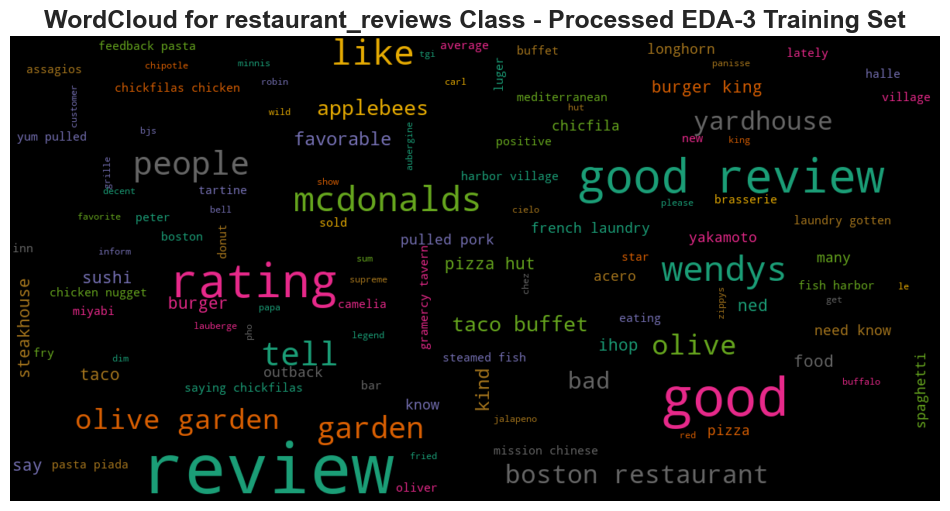 WordCloud for restaurant_reviews Class - Processed EDA-3 Training Set
feedback pasta
like
average
tgi
buffet
longhorn
lately
assagios
chipotle
minnis
luger
panisse
halle
customer
chickfilas chicken
robin
carl
burger king
village
wild
applebees
mediterranean
hut
yum pulled
bjs
favorable
aubergine
chicfila
positive
yardhouse
new
king
people
grille
decent
tartine
show
mcdonalds
harbor village
good review
please
brasserie
favorite
peter
bell
sold
cielo
french laundry
laundry gotten
boston
donut
pulled pork
yakamoto
inn
inform
sum
gramercy tavern
pizza hut
chez
star
many
sushi
rating
supreme
acero
wendys
steakhouse
chicken nugget
burger
papa
camelia
zippys
ned
fish harbor
le
get
miyabi
lauberge
pho
legend
taco buffet
eating
need know
fry
dim
tell
steamed fish
ihop
olive
food
taco
outback
saying chickfilas
bar
kind
bad
buffalo
spaghetti
know
good
olive garden
garden
jalapeno
red
pizza
say
pasta piada
review
fried
oliver
mission chinese
boston restaurant